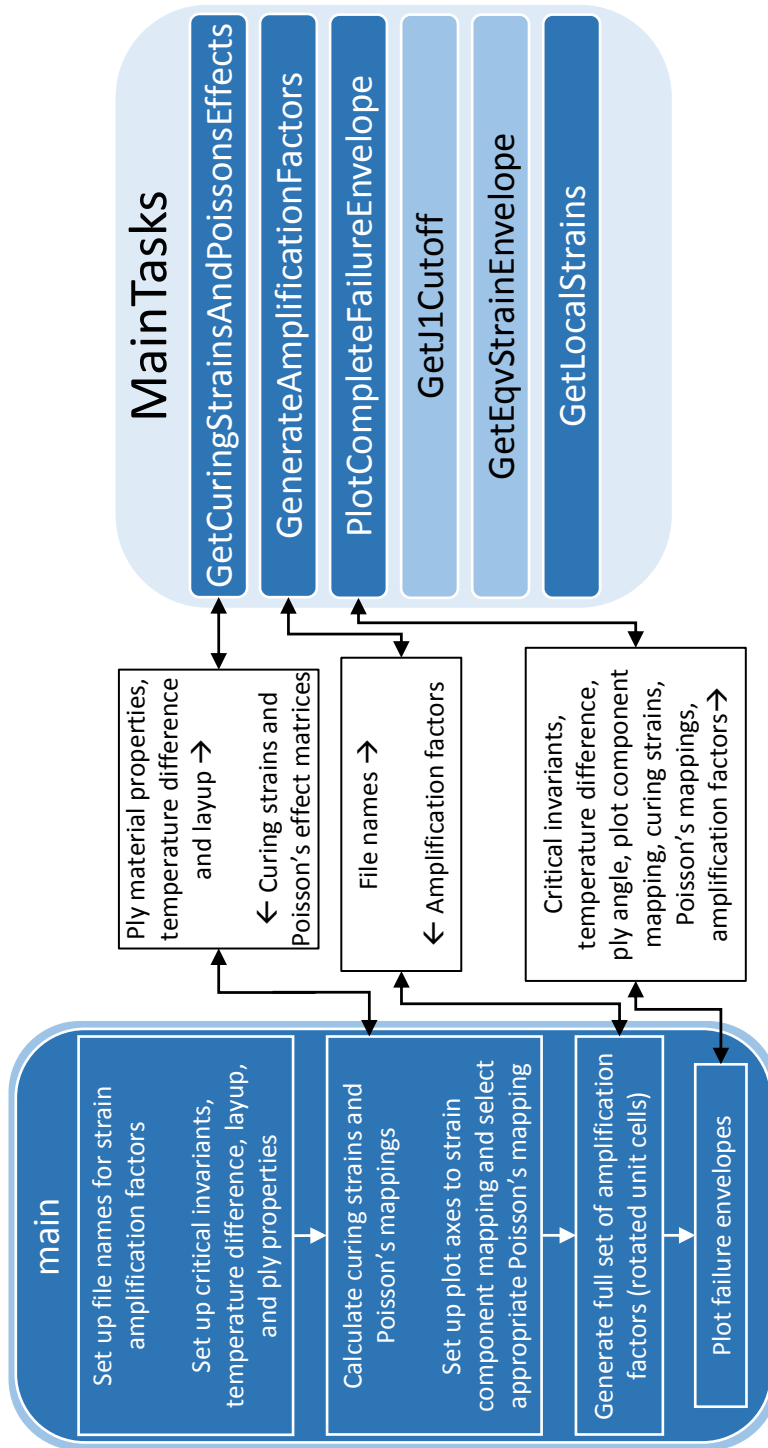 main
Set up file names for strain
amplification factors
Set up critical invariants,
temperature difference, layup,
and ply properties
Calculate curing strains and
Poisson’s mappings
Set up plot axes to strain
component mapping and select
appropriate Poisson’s mapping
Generate full set of amplification
factors (rotated unit cells)
Plot failure envelopes
Ply material properties,
temperature difference
and layup →
← Curing strains and
Poisson’s effect matrices
File names →
← Amplification factors
Critical invariants,
temperature difference,
ply angle, plot component
mapping, curing strains,
Poisson’s mappings,
amplification factors→
MainTasks
GetCuringStrainsAndPoissonsEffects
GenerateAmplificationFactors
PlotCompleteFailureEnvelope
GetJ1Cutoff
GetEqvStrainEnvelope
GetLocalStrains